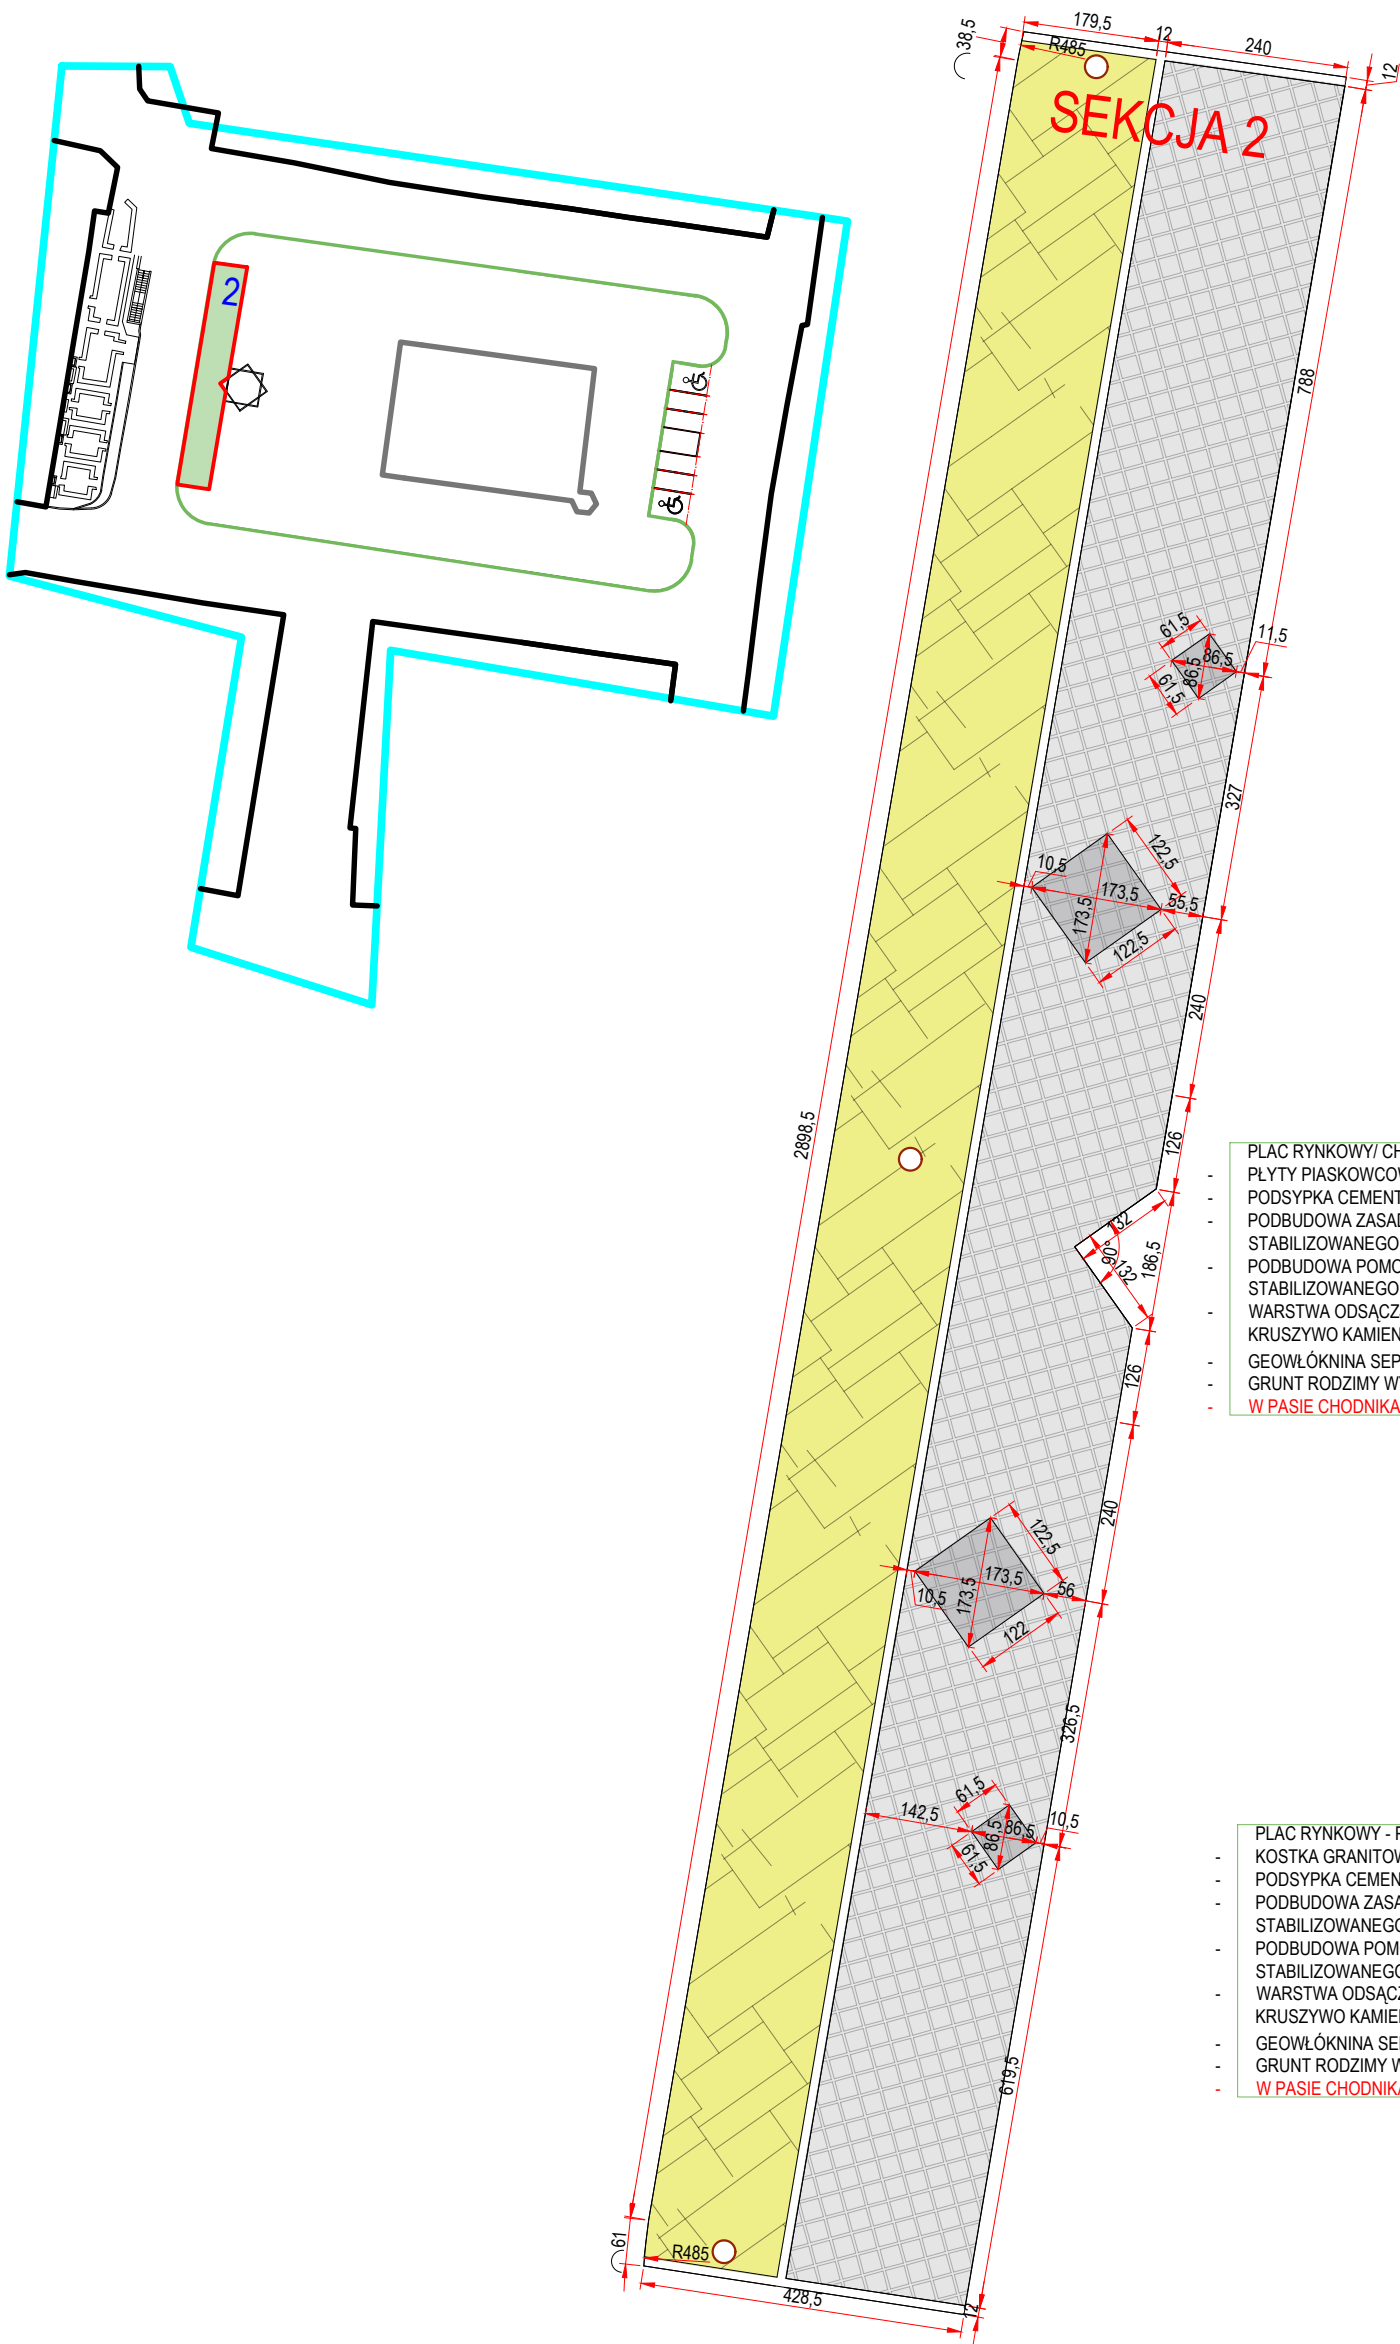 179,5
12
240
12
38,5
R485
SEKCJA 2
2
788
61,5
86,5
86,5
61,5
11,5
327
10,5
122,5
173,5
173,5
55,5
122,5
240
2898,5
126
132
90°
132
186,5
126
PLAC RYNKOWY/ CH
- PŁYTY PIASKOWCOW
- PODSYPKA CEMENT
- PODBUDOWA ZASAD
STABILIZOWANEGO
- PODBUDOWA POMO
STABILIZOWANEGO
- WARSTWA ODSĄCZ
KRUSZYWO KAMIEN
- GEOWŁÓKNINA SEP
- GRUNT RODZIMY W
- W PASIE CHODNIKA
240
122,5
173,5
173,5
56
10,5
122
326,5
142,5
61,5
86,5
86,5
61,5
10,5
PLAC RYNKOWY -
- KOSTKA GRANITOW
- PODSYPKA CEMEN
- PODBUDOWA ZASA
STABILIZOWANEGO
- PODBUDOWA POM
STABILIZOWANEGO
- WARSTWA ODSĄCZ
KRUSZYWO KAMIE
- GEOWŁÓKNINA SE
- GRUNT RODZIMY W
- W PASIE CHODNIKA
619,5
61
R485
428,5
12